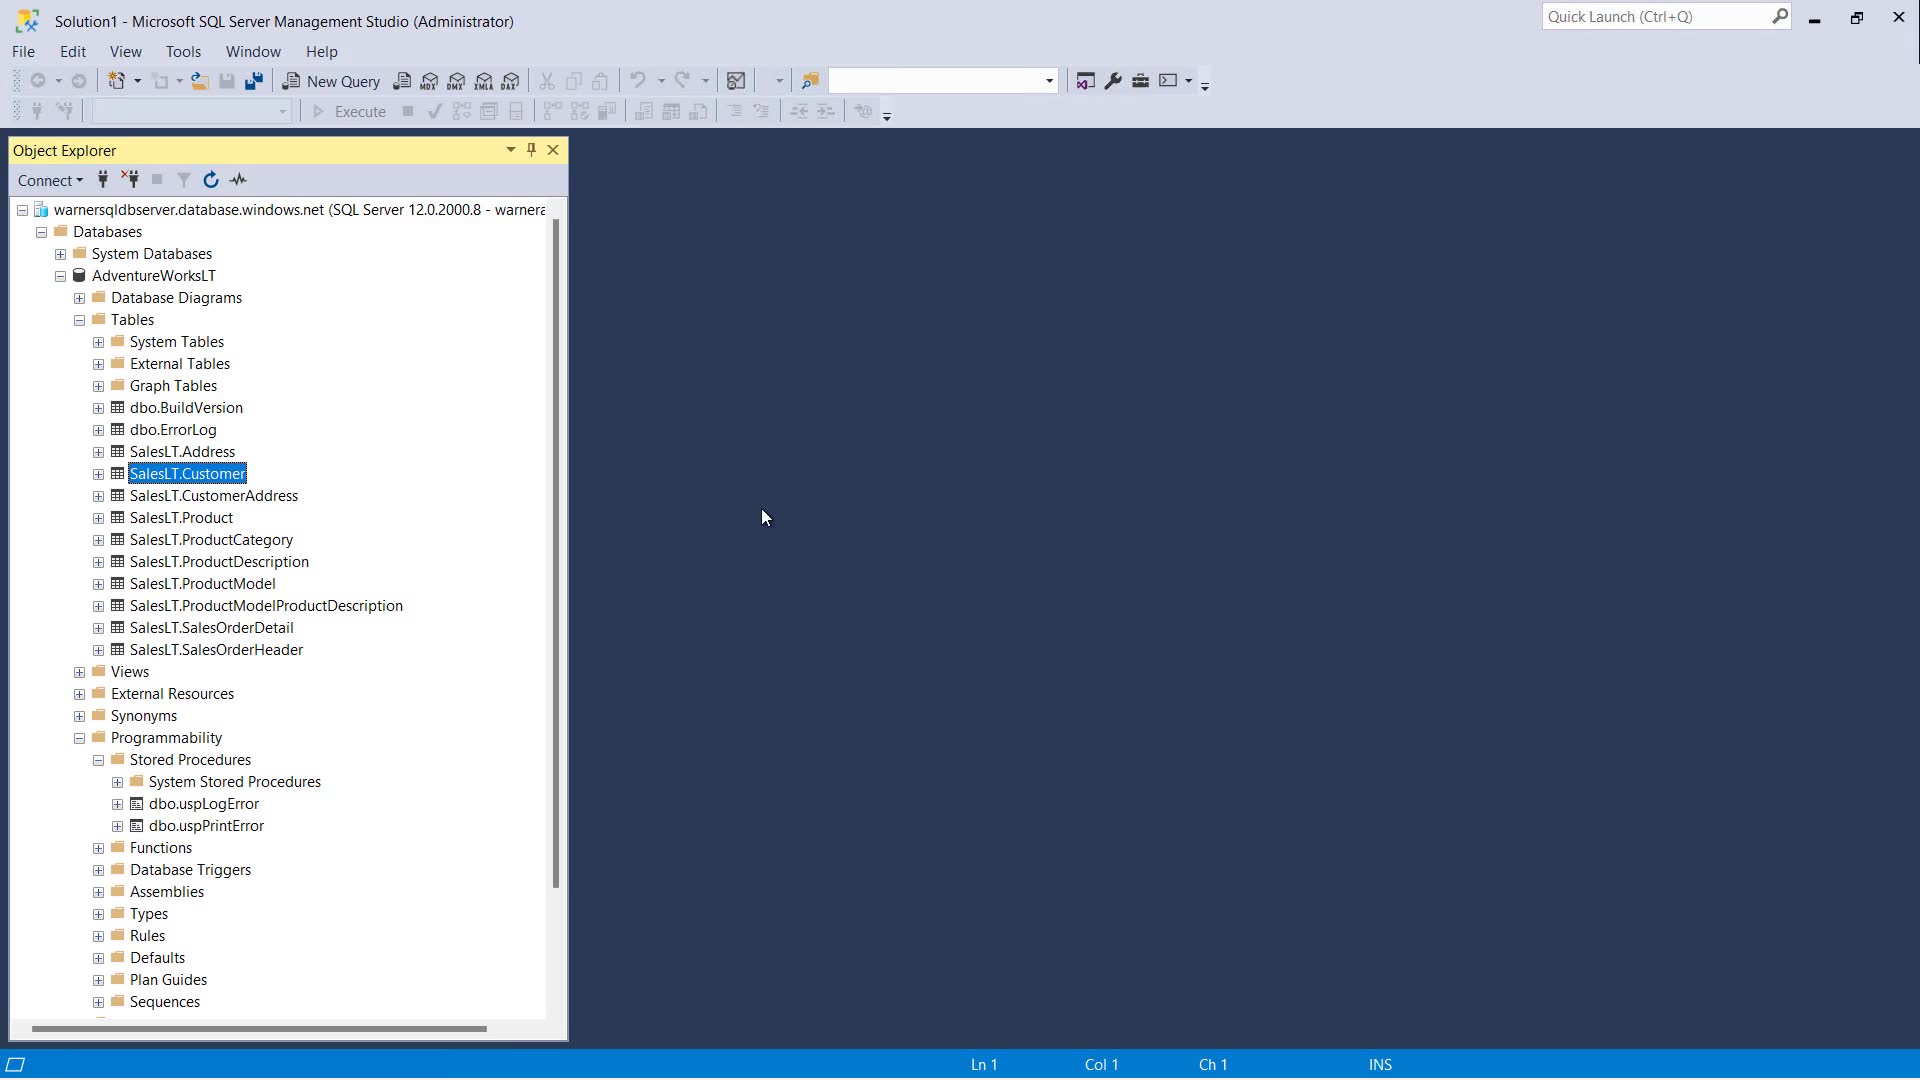 Solution1 - Microsoft SQL Server Management Studio (Administrator)
Quick Launch (Ctrl+Q)
File Edit View Tools Window Help
New Query MDX DMX XMLA DAX
Execute
Object Explorer
Connect
warnersqldbserver.database.windows.net (SQL Server 12.0.2000.8 - warnera
Databases
System Databases
AdventureWorksLT
Database Diagrams
Tables
System Tables
External Tables
Graph Tables
dbo.BuildVersion
dbo.ErrorLog
SalesLT.Address
SalesLT.Customer
SalesLT.CustomerAddress
SalesLT.Product
SalesLT.ProductCategory
SalesLT.ProductDescription
SalesLT.ProductModel
SalesLT.ProductModelProductDescription
SalesLT.SalesOrderDetail
SalesLT.SalesOrderHeader
Views
External Resources
Synonyms
Programmability
Stored Procedures
System Stored Procedures
dbo.uspLogError
dbo.uspPrintError
Functions
Database Triggers
Assemblies
Types
Rules
Defaults
Plan Guides
Sequences
Ln 1 Col 1 Ch 1 INS